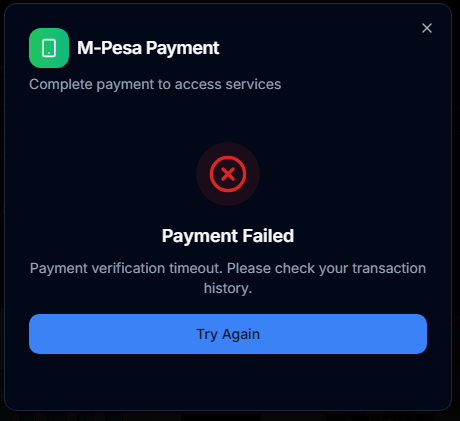 M-Pesa Payment
Complete payment to access services
Payment Failed
Payment verification timeout. Please check your transaction
history.
Try Again